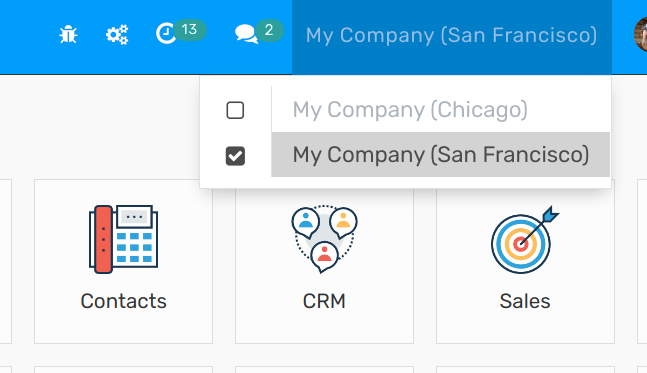 13
2
My Company (San Francisco)
My Company (Chicago)
My Company (San Francisco)
Contacts
CRM
Sales